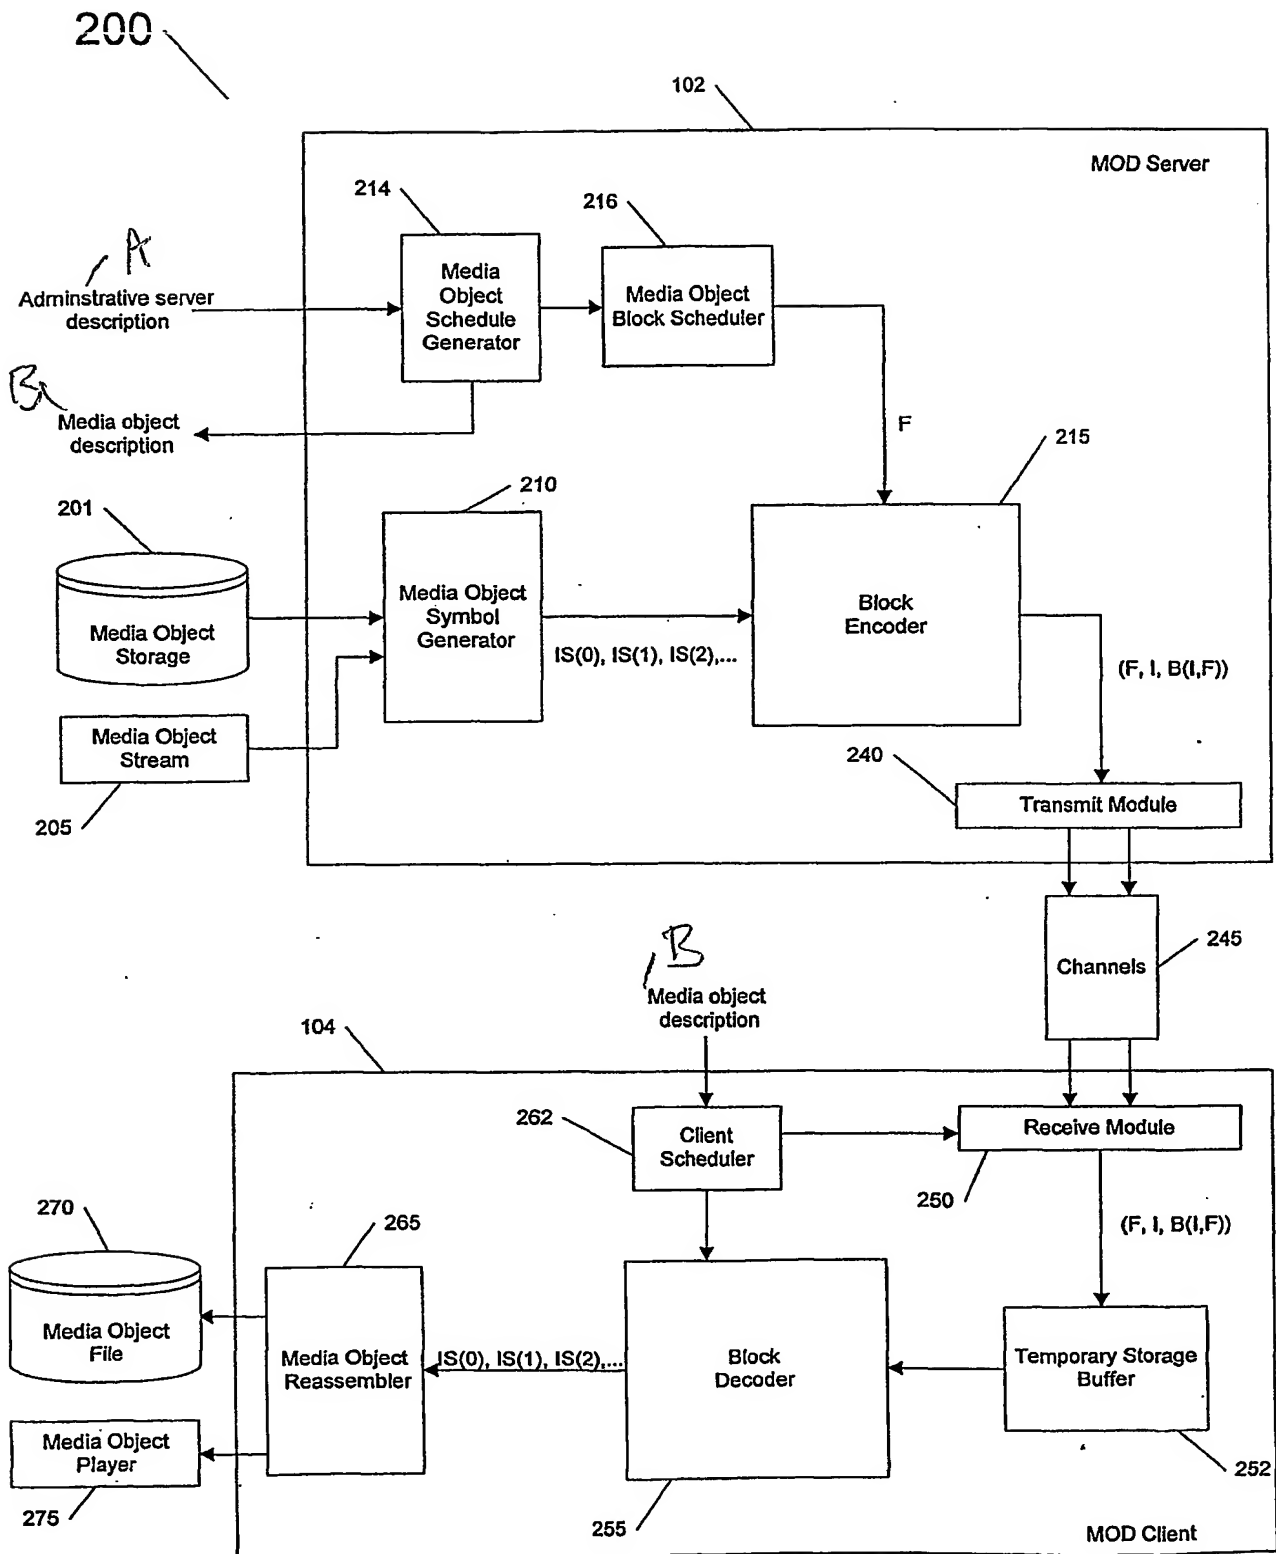 200
102
MOD Server
214
216
A
Adminstrative server
description
Media
Object
Schedule
Generator
Media Object
Block Scheduler
B
Media object
description
F
215
201
210
Media Object
Storage
Media Object
Symbol
Generator
IS(0), IS(1), IS(2),...
Block
Encoder
(F, I, B(I,F))
Media Object
Stream
205
240
Transmit Module
B
Media object
description
Channels
245
104
262
Client
Scheduler
Receive Module
250
270
265
(F, I, B(I,F))
Media Object
File
Media Object
Reassembler
IS(0), IS(1), IS(2),...
Block
Decoder
Temporary Storage
Buffer
Media Object
Player
275
255
252
MOD Client